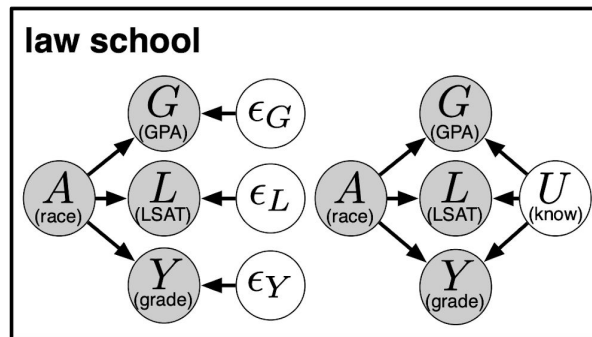 law school
G
(GPA)
ϵG
A
(race)
L
(LSAT)
ϵL
Y
(grade)
ϵY
G
(GPA)
A
(race)
L
(LSAT)
U
(know)
Y
(grade)